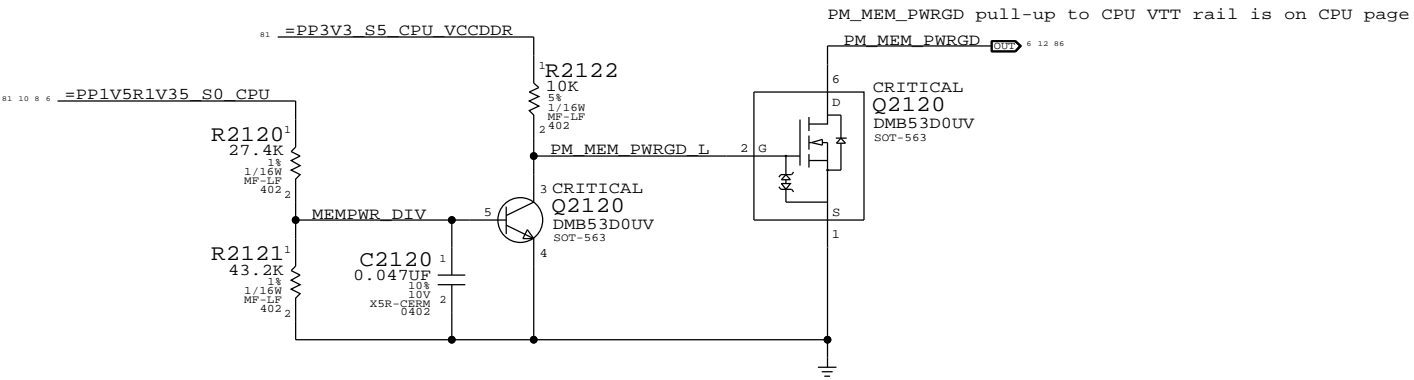 PM_MEM_PWRGD pull-up to CPU VTT rail is on CPU page
81 =PP3V3_S5_CPU_VCCDDR
PM_MEM_PWRGD OUT 6 12 86
81 10 8 6 =PP1V5R1V35_S0_CPU
1 R2122
10K
5%
1/16W
MF-LF
2 402
6
D
CRITICAL
Q2120
DMB53D0UV
SOT-563
R2120 1
27.4K
1%
1/16W
MF-LF
402 2
PM_MEM_PWRGD_L 2 G
S
1
MEMPWR_DIV 5
3 CRITICAL
Q2120
DMB53D0UV
SOT-563
4
R2121 1
43.2K
1%
1/16W
MF-LF
402 2
C2120 1
0.047UF
10%
10V
X5R-CERM 2
0402